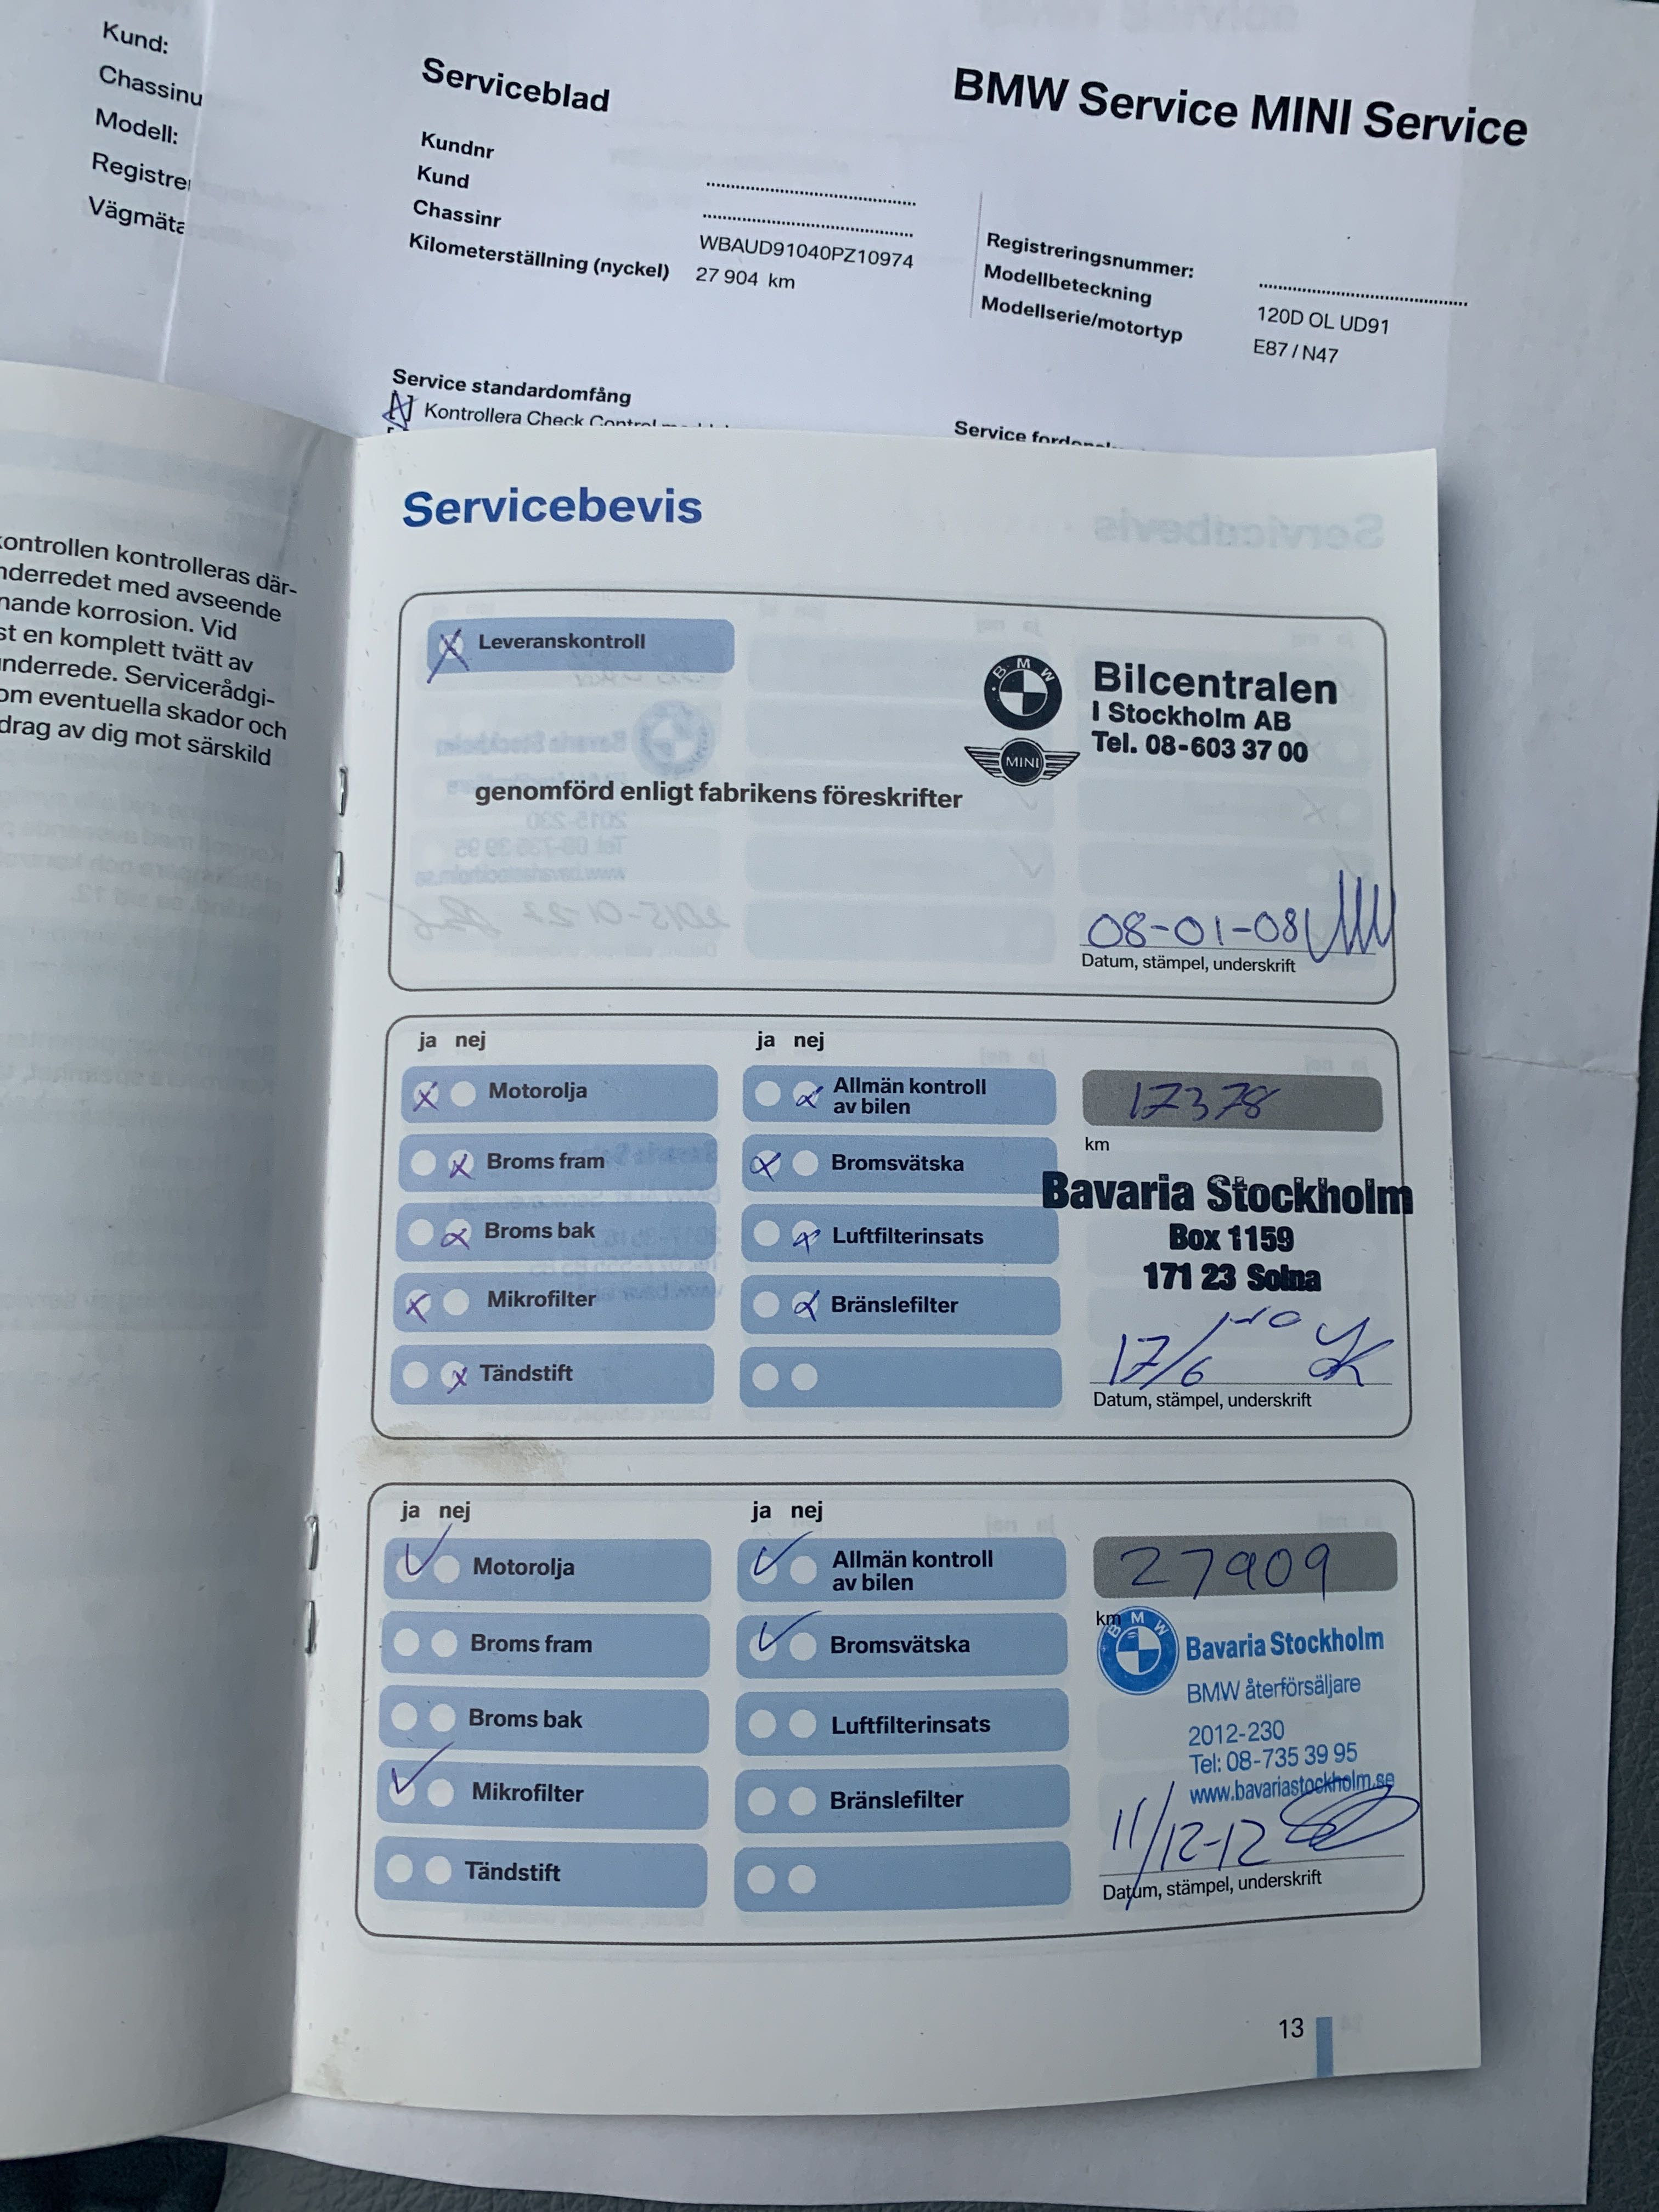 Kund:
Chassinu
Modell:
Registre
Vägmäta
Serviceblad
BMW Service MINI Service
Kundnr
Kund
Chassinr WBAUD91040PZ10974
Kilometerställning (nyckel) 27 904 km
Registreringsnummer:
Modellbeteckning 120D OL UD91
Modellserie/motortyp E87 / N47
Service standardomfång
Kontrollera Check Control
Service
kontrollen kontrolleras där-
nderredet med avseende
nande korrosion. Vid
st en komplett tvätt av
underrede. Servicerådgi-
om eventuella skador och
drag av dig mot särskild
Servicebevis
Leveranskontroll
genomförd enligt fabrikens föreskrifter
BMW
MINI
Bilcentralen
I Stockholm AB
Tel. 08-603 37 00
08-01-08
Datum, stämpel, underskrift
ja nej
Motorolja
Broms fram
Broms bak
Mikrofilter
Tändstift
ja nej
Allmän kontroll
av bilen
Bromsvätska
Luftfilterinsats
Bränslefilter
17378
km
Bavaria Stockholm
Box 1159
171 23 Solna
17/6 -10
Datum, stämpel, underskrift
ja nej
Motorolja
Broms fram
Broms bak
Mikrofilter
Tändstift
ja nej
Allmän kontroll
av bilen
Bromsvätska
Luftfilterinsats
Bränslefilter
27909
km
BMW
Bavaria Stockholm
BMW återförsäljare
2012-230
Tel: 08-735 39 95
www.bavariastockholm.se
11/12-12
Datum, stämpel, underskrift
13